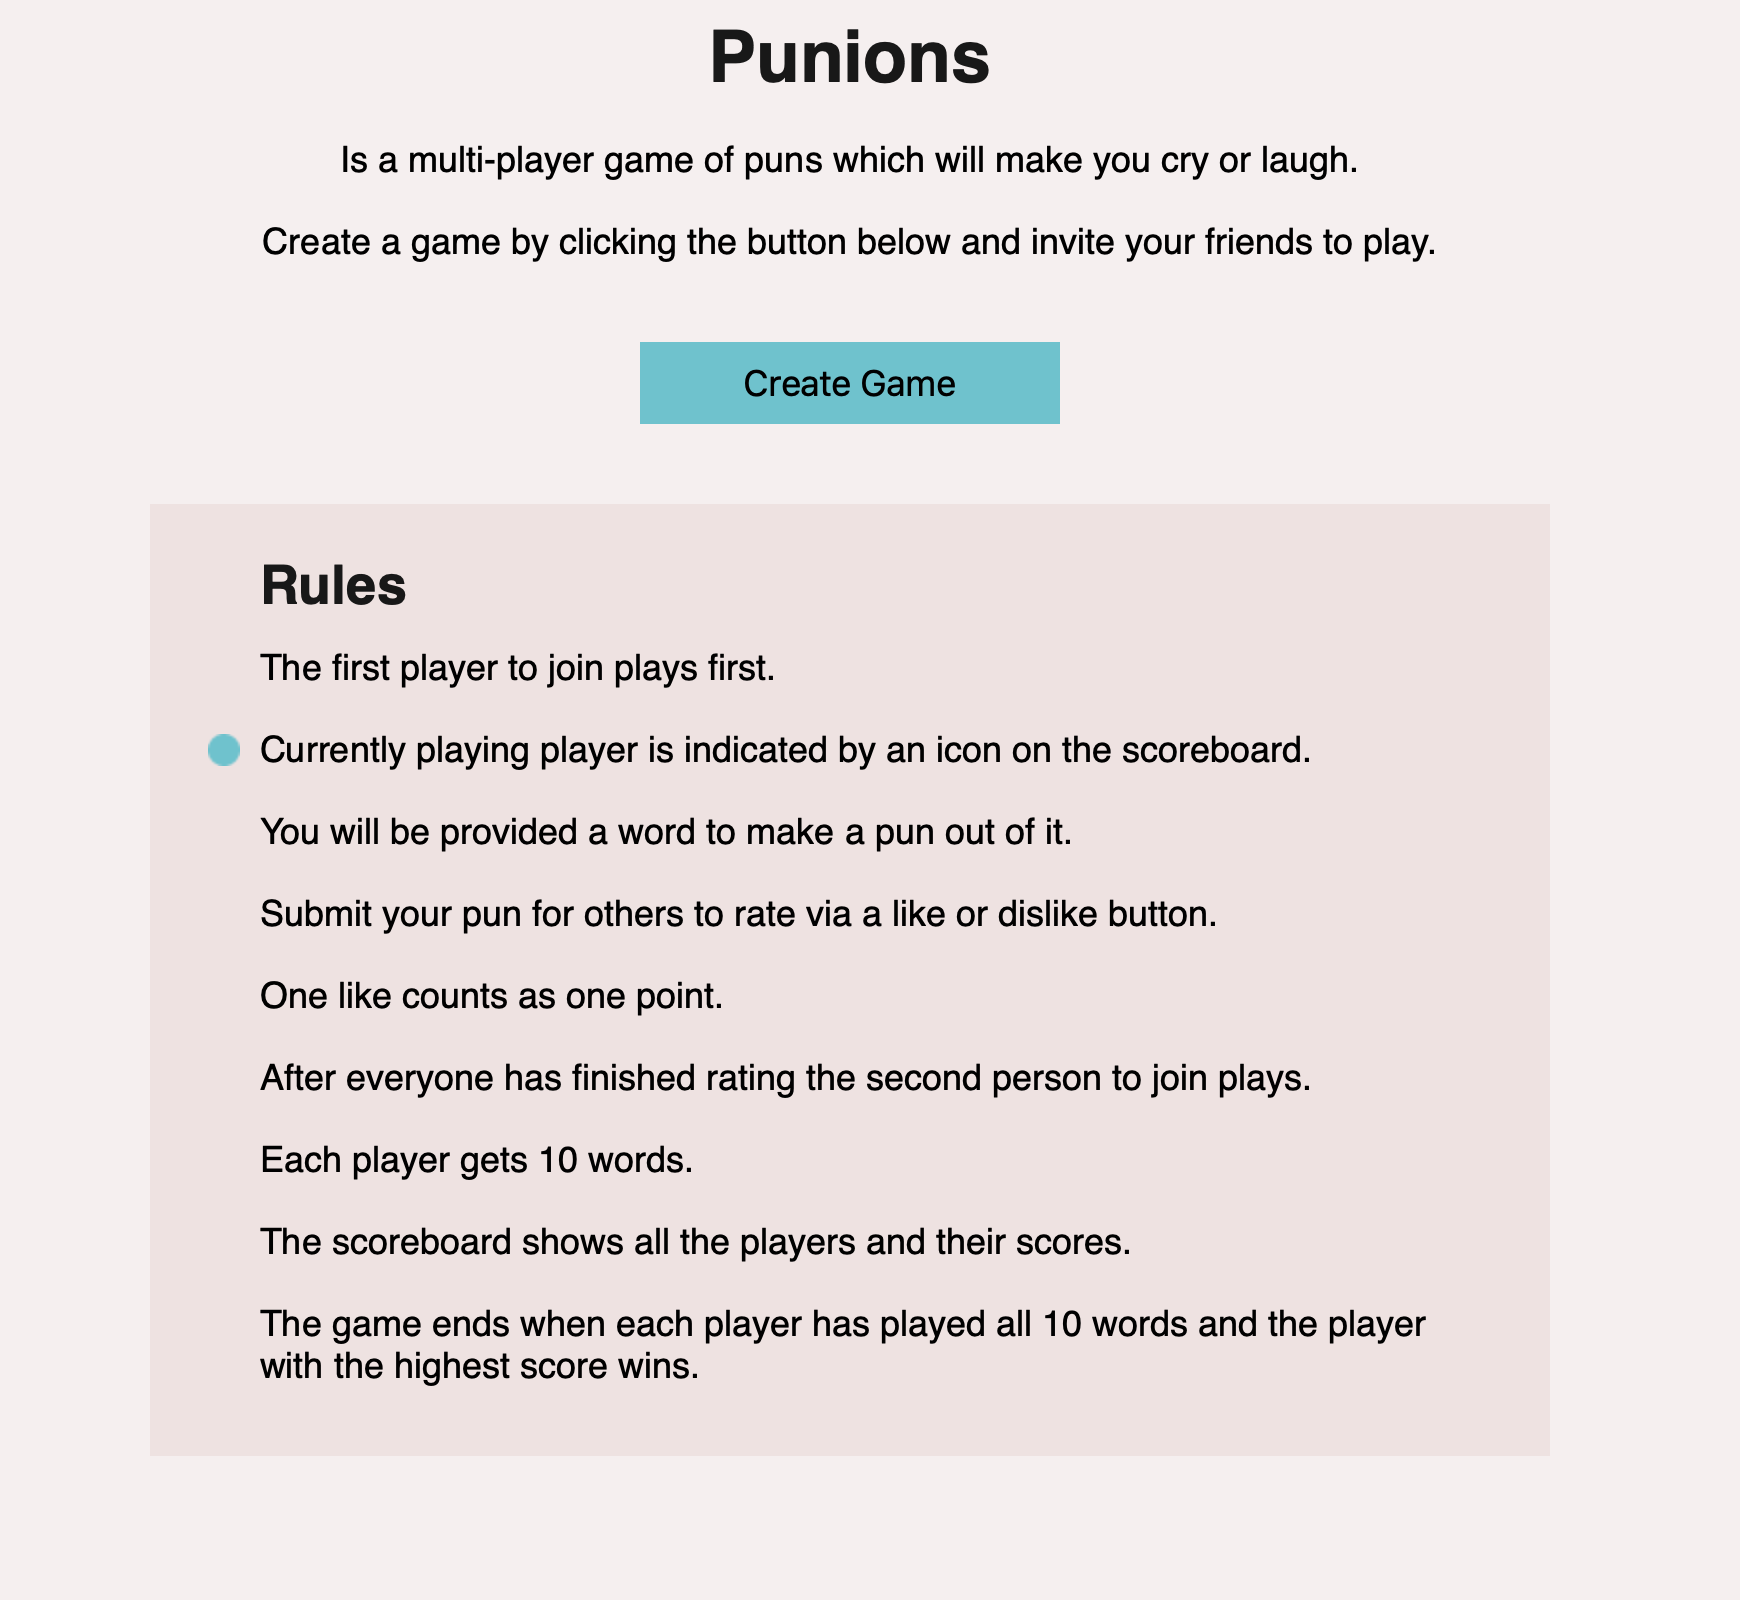 Punions
Is a multi-player game of puns which will make you cry or laugh.
Create a game by clicking the button below and invite your friends to play.
Create Game
Rules
The first player to join plays first.
Currently playing player is indicated by an icon on the scoreboard.
You will be provided a word to make a pun out of it.
Submit your pun for others to rate via a like or dislike button.
One like counts as one point.
After everyone has finished rating the second person to join plays.
Each player gets 10 words.
The scoreboard shows all the players and their scores.
The game ends when each player has played all 10 words and the player
with the highest score wins.